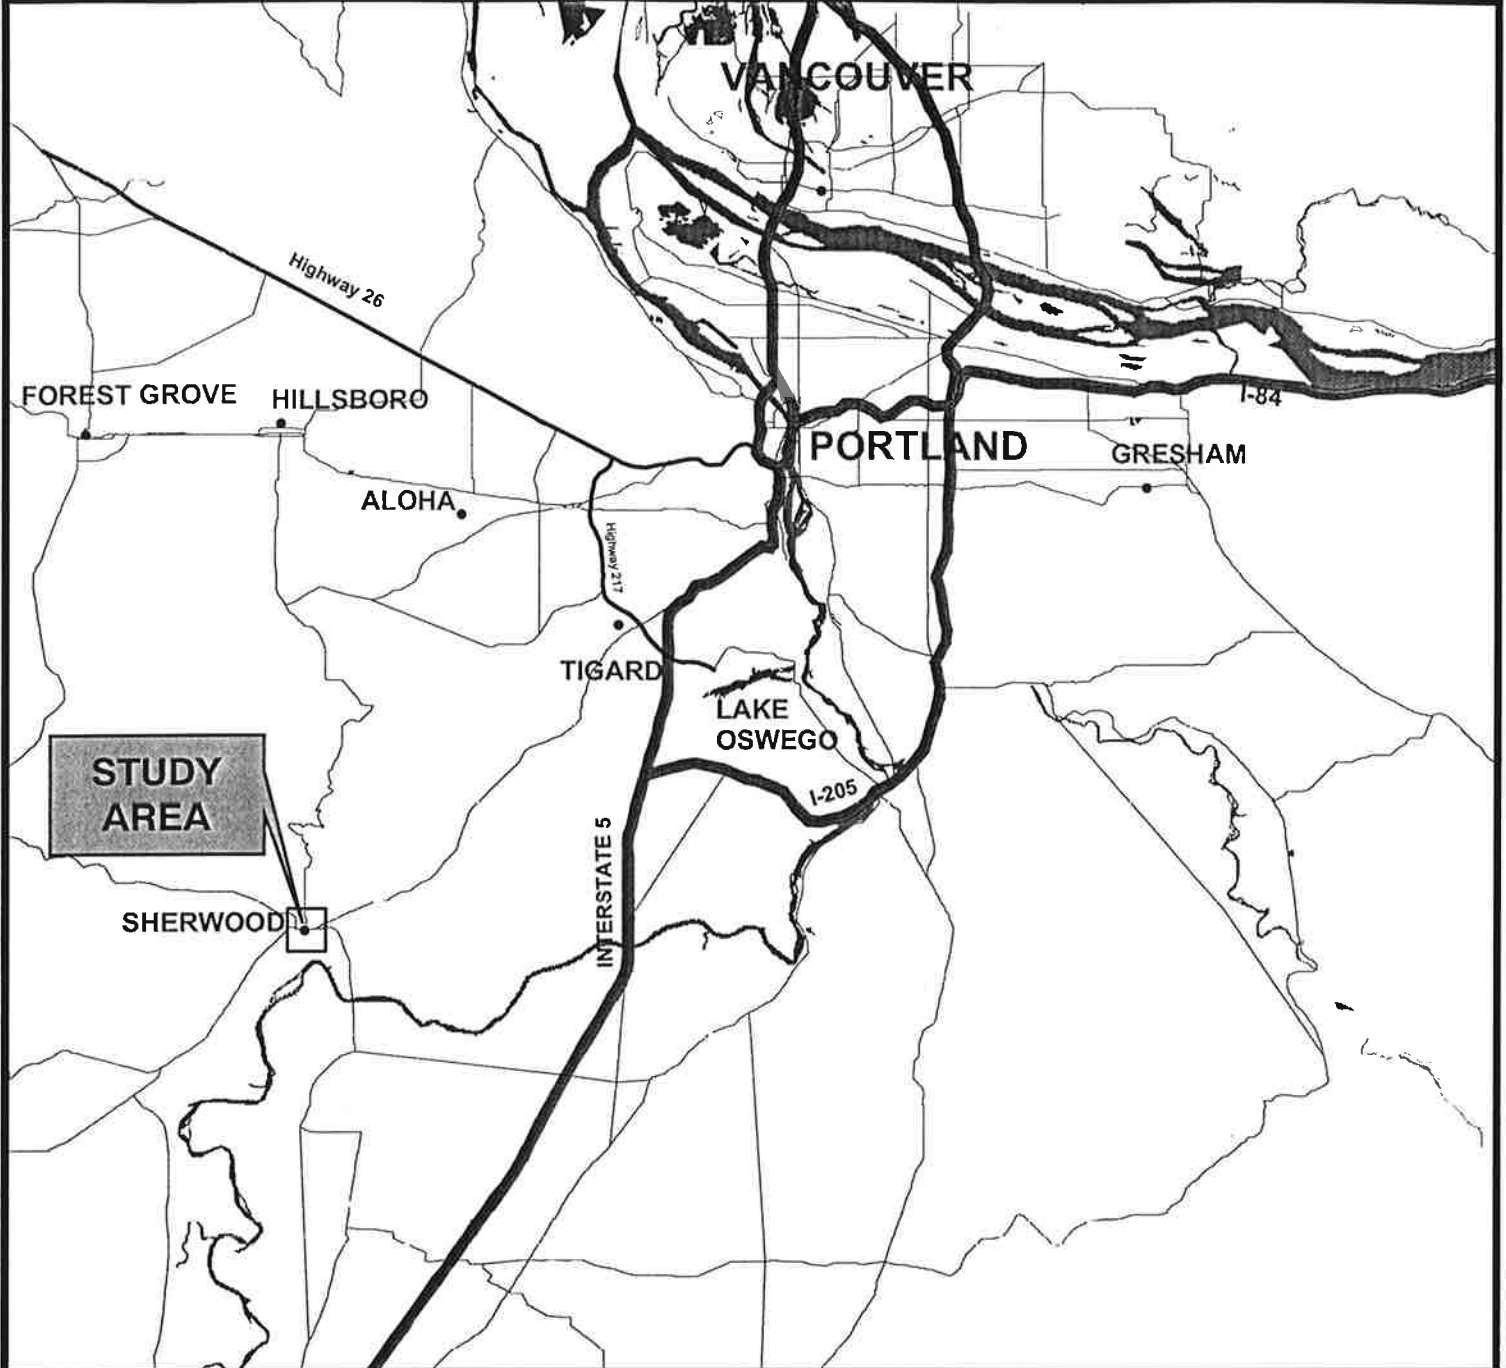 VANCOUVER
Highway 26
FOREST GROVE
HILLSBORO
I-84
PORTLAND
GRESHAM
ALOHA
Highway 217
TIGARD
LAKE
OSWEGO
STUDY
AREA
I-205
INTERSTATE 5
SHERWOOD